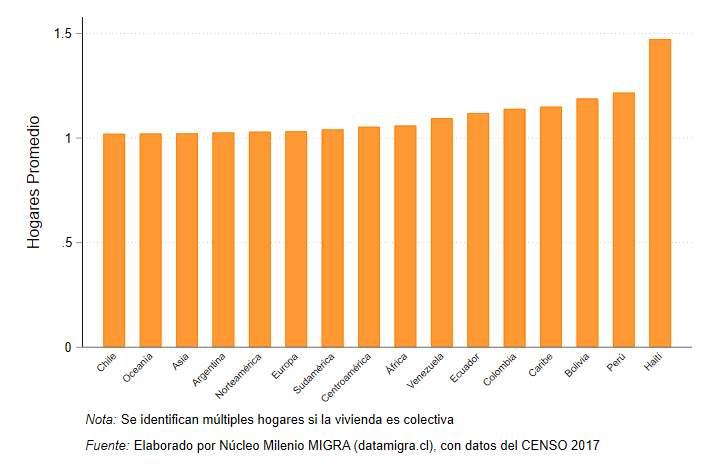 1.5
1
.5
0
Hogares Promedio
Chile
Oceanía
Asia
Argentina
Norteamérica
Europa
Sudamérica
Centroamérica
África
Venezuela
Ecuador
Colombia
Caribe
Bolivia
Perú
Haití
Nota: Se identifican múltiples hogares si la vivienda es colectiva
Fuente: Elaborado por Núcleo Milenio MIGRA (datamigra.cl), con datos del CENSO 2017